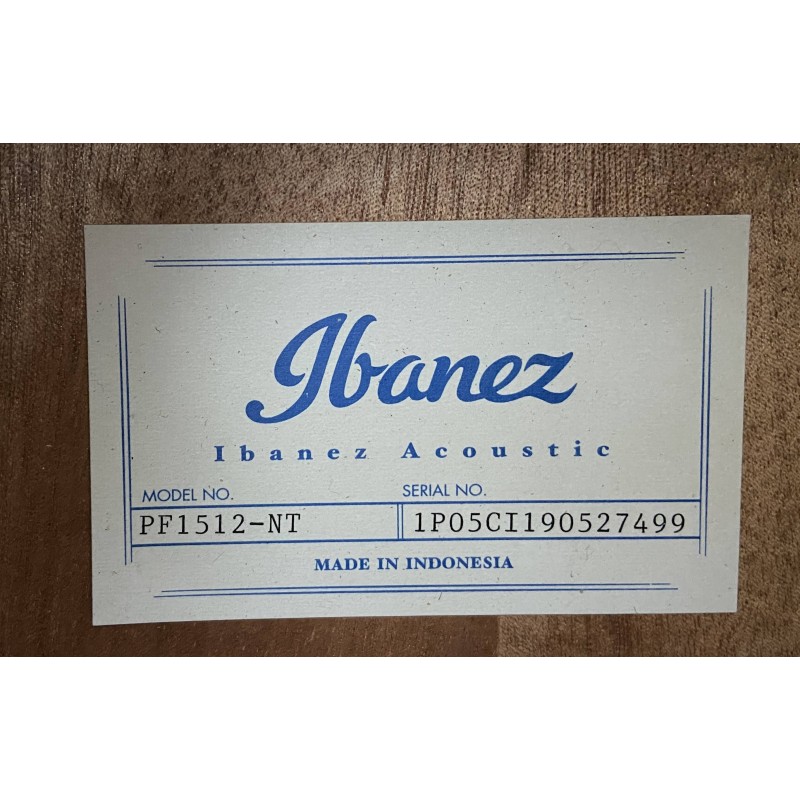 Ibanez
Ibanez Acoustic
MODEL NO. SERIAL NO.
PF1512-NT 1P05CI190527499
MADE IN INDONESIA